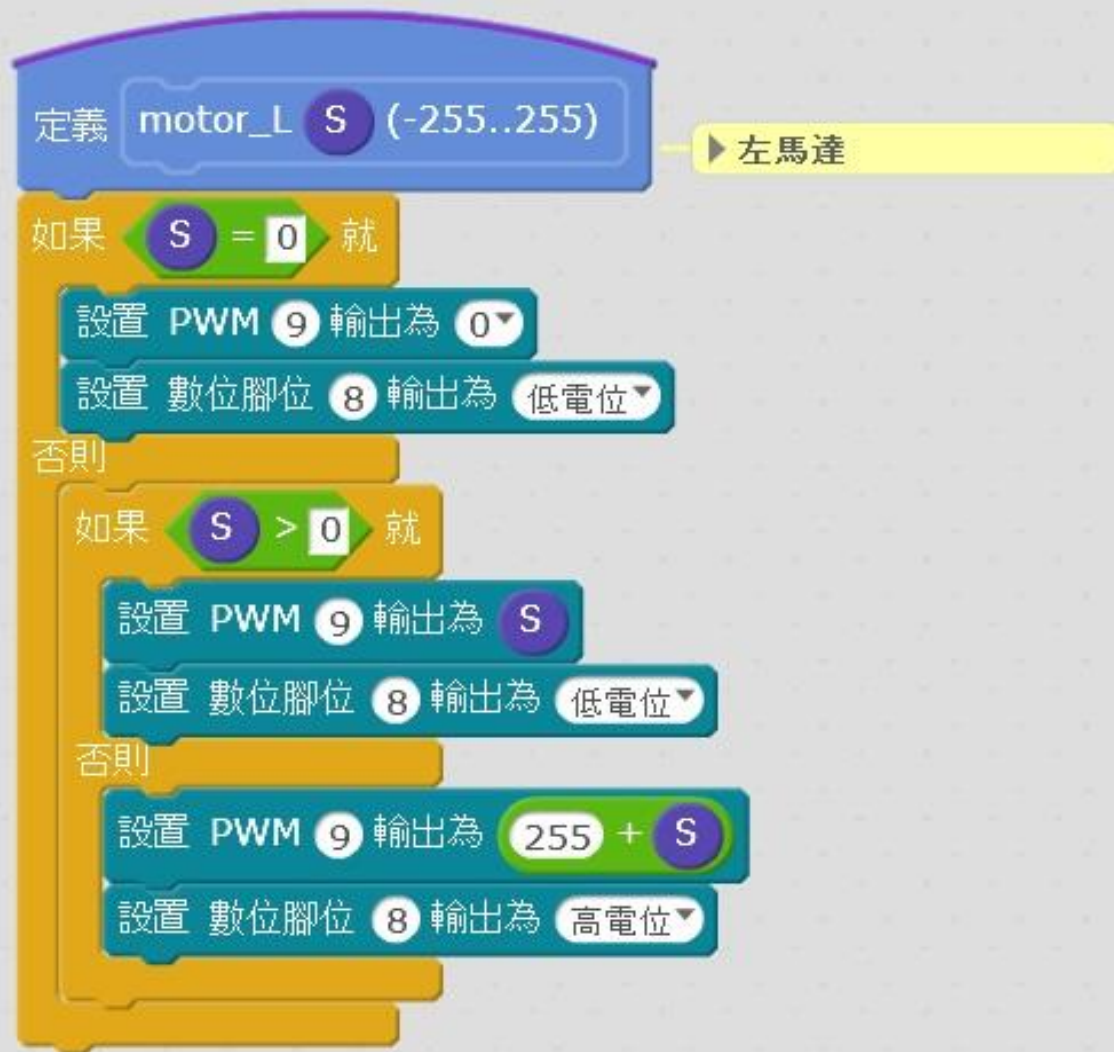 定義 motor_L S (-255..255)
左馬達
如果 S = 0 就
設置 PWM 9 輸出為 0
設置 數位腳位 8 輸出為 低電位
否則
如果 S > 0 就
設置 PWM 9 輸出為 S
設置 數位腳位 8 輸出為 低電位
否則
設置 PWM 9 輸出為 255 + S
設置 數位腳位 8 輸出為 高電位